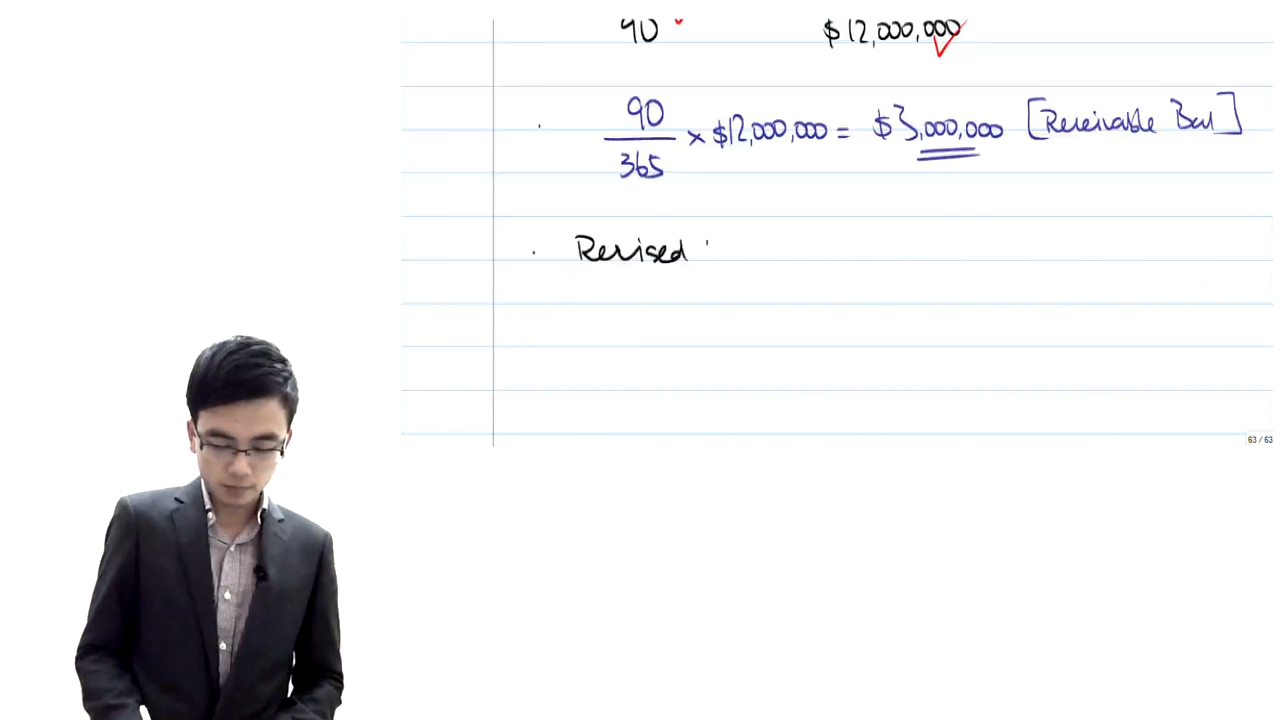 90 $12,000,000
90
365 × $12,000,000 = $3,000,000 [Receivable Bal]
Revised
63 / 63